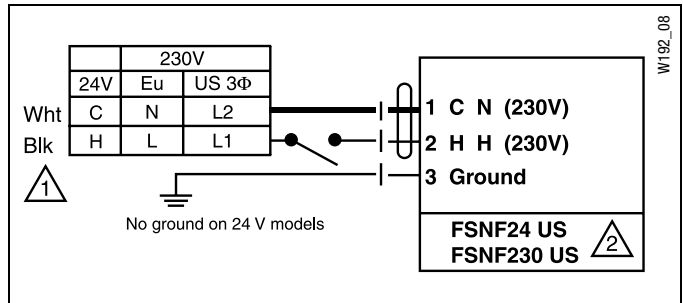 W192_08
230V
24V Eu US 3Φ
Wht C N L2
Blk H L L1
1
1 C N (230V)
2 H H (230V)
3 Ground
No ground on 24 V models
FSNF24 US
FSNF230 US
2